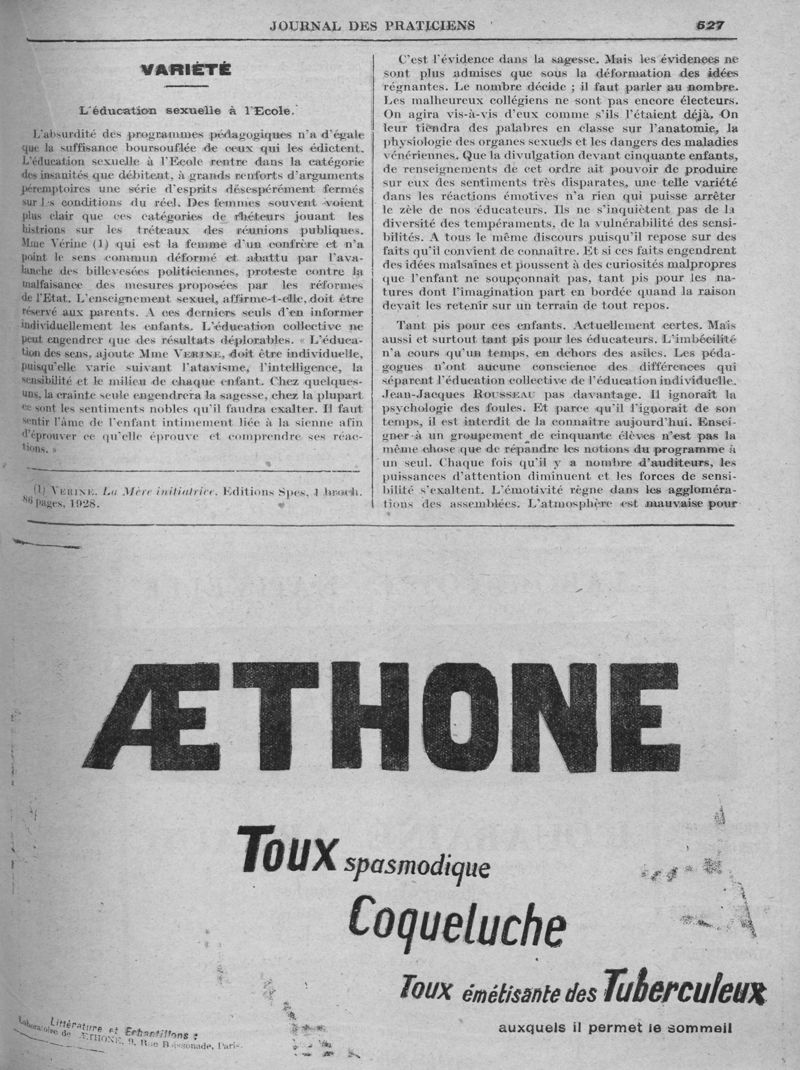 JOURNAL DES PRATICIENS 527
VARIÉTÉ
L'éducation sexuelle à l'Ecole.
L'absurdité des programmes pédagogiques n'a d'égale
que la suffisance boursouflée de ceux qui les édictent.
L'éducation sexuelle à l'Ecole rentre dans la catégorie
des insanités que débitent, à grands renforts d'arguments
péremptoires une série d'esprits désespérément fermés
sur les conditions du réel. Des femmes souvent voient
plus clair que ces catégories de rhéteurs jouant les
histrions sur les tréteaux des réunions publiques.
Mme Vérine (1) qui est la femme d'un confrère et n'a
point le sens commun déformé et abattu par l'ava-
lanche des billevesées politiciennes, proteste contre la
malfaisance des mesures proposées par les réformes
de l'Etat. L'enseignement sexuel, affirme-t-elle, doit être
réservé aux parents. A ces derniers seuls d'en informer
individuellement les enfants. L'éducation collective ne
peut engendrer que des résultats déplorables. « L'éduca-
tion des sens, ajoute Mme VERINE, doit être individuelle,
puisqu'elle varie suivant l'atavisme, l'intelligence, la
sensibilité et le milieu de chaque enfant. Chez quelques-
uns, la crainte seule engendrera la sagesse, chez la plupart
ce sont les sentiments nobles qu'il faudra exalter. Il faut
sentir l'âme de l'enfant intimement liée à la sienne afin
d'éprouver ce qu'elle éprouve et comprendre ses réac-
tions. »
(1) VERINE. La Mère initiatrice. Editions Spes, 1 broch.
86 pages, 1928.
C'est l'évidence dans la sagesse. Mais les évidences ne
sont plus admises que sous la déformation des idées
régnantes. Le nombre décide ; il faut parler au nombre.
Les malheureux collégiens ne sont pas encore électeurs.
On agira vis-à-vis d'eux comme s'ils l'étaient déjà. On
leur tiendra des palabres en classe sur l'anatomie, la
physiologie des organes sexuels et les dangers des maladies
vénériennes. Que la divulgation devant cinquante enfants,
de renseignements de cet ordre ait pouvoir de produire
sur eux des sentiments très disparates, une telle variété
dans les réactions émotives n'a rien qui puisse arrêter
le zèle de nos éducateurs. Ils ne s'inquiètent pas de la
diversité des tempéraments, de la vulnérabilité des sensi-
bilités. A tous le même discours puisqu'il repose sur des
faits qu'il convient de connaître. Et si ces faits engendrent
des idées malsaines et poussent à des curiosités malpropres
que l'enfant ne soupçonnait pas, tant pis pour les na-
tures dont l'imagination part en bordée quand la raison
devait les retenir sur un terrain de tout repos.
Tant pis pour ces enfants. Actuellement certes. Mais
aussi et surtout tant pis pour les éducateurs. L'imbécilité
n'a cours qu'un temps, en dehors des asiles. Les péda-
gogues n'ont aucune conscience des différences qui
séparent l'éducation collective de l'éducation individuelle.
Jean-Jacques ROUSSEAU pas davantage. Il ignorait la
psychologie des foules. Et parce qu'il l'ignorait de son
temps, il est interdit de la connaître aujourd'hui. Ensei-
gner à un groupement de cinquante élèves n'est pas la
même chose que de répandre les notions du programme à
un seul. Chaque fois qu'il y a nombre d'auditeurs, les
puissances d'attention diminuent et les forces de sensi-
bilité s'exaltent. L'émotivité règne dans les aggloméra-
tions des assemblées. L'atmosphère est mauvaise pour
ÆTHONE
Toux spasmodique
Coqueluche
Toux émétisante des Tuberculeux
auxquels il permet le sommeil
Littérature et Echantillons :
Laboratoire de l'ÆTHONE, 9, Rue Boissonade, Paris.